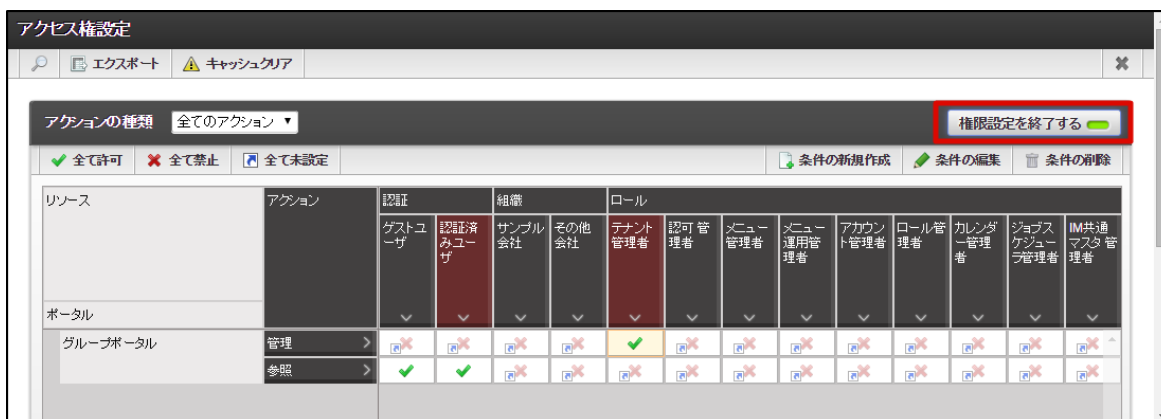 アクセス権設定
エクスポート キャッシュクリア
アクションの種類 全てのアクション 権限設定を終了する
全て許可 全て禁止 全て未設定 条件の新規作成 条件の編集 条件の削除
リソース アクション 認証 組織 ロール
ゲストユーザ 認証済みユーザ サンプル会社 その他会社 テナント管理者 認可管理者 メニュー管理者 メニュー運用管理者 アカウント管理者 ロール管理者 カレンダー管理者 ジョブスケジューラ管理者 IM共通マスタ管理者
ポータル
グループポータル 管理
参照